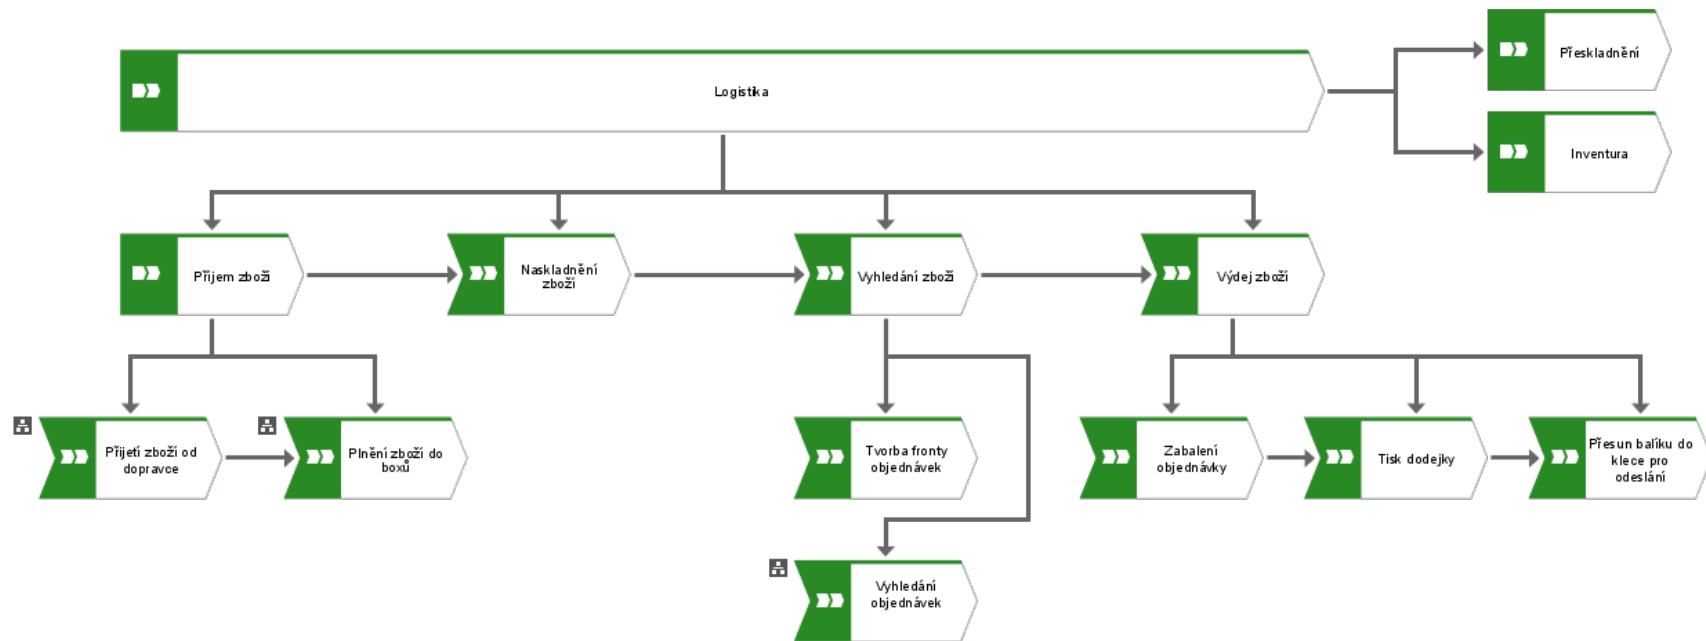 Přeskladnění
Logistika
Inventura
Příjem zboží
Naskladnění
zboží
Vyhledání zboží
Výdej zboží
Přijetí zboží od
dopravce
Plnění zboží do
boxů
Tvorba fronty
objednávek
Zabalení
objednávky
Tisk dodejky
Přesun balíku do
klece pro
odeslání
Vyhledání
objednávek